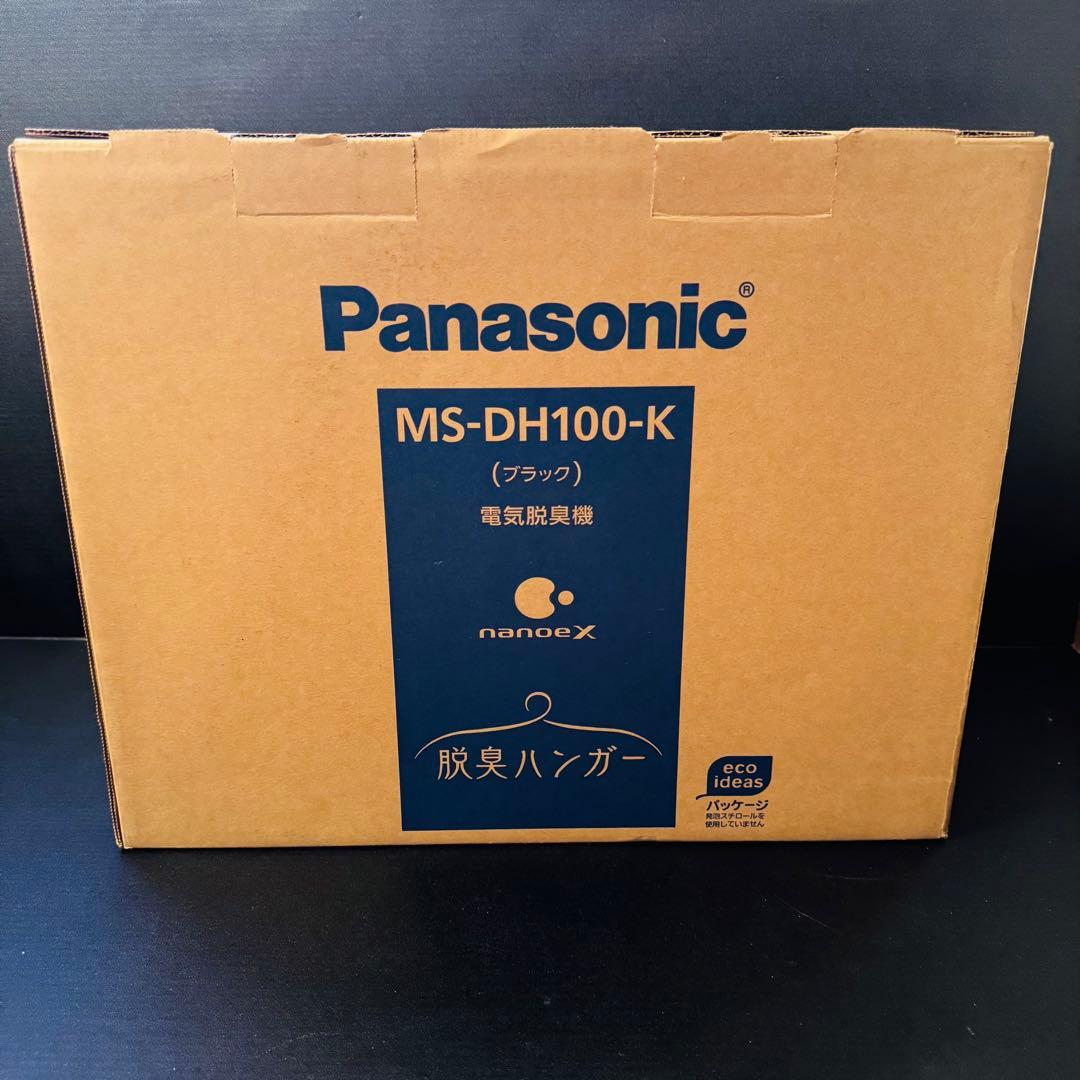 Panasonic®
MS-DH100-K
(ブラック)
電気脱臭機
nanoeX
脱臭ハンガー
eco
ideas
パッケージ
発泡スチロールを
使用していません